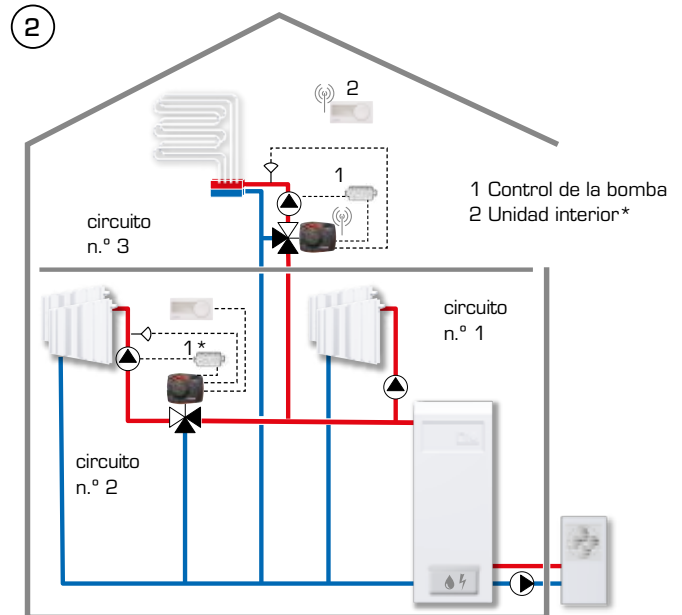 2
2
1
1 Control de la bomba
2 Unidad interior*
circuito
n.º 3
circuito
n.º 1
1*
circuito
n.º 2